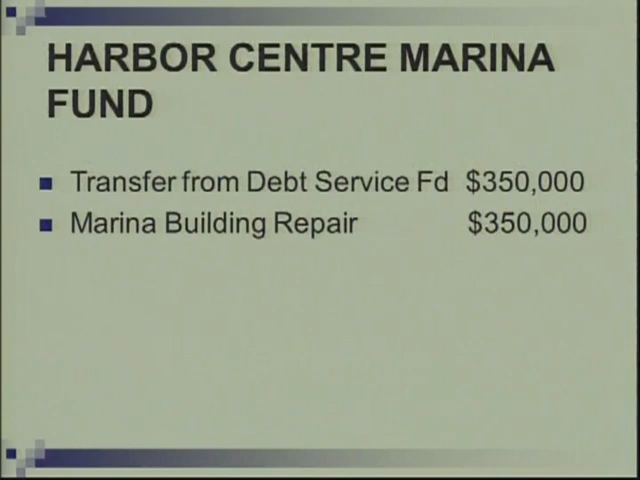 HARBOR CENTRE MARINA
FUND
Transfer from Debt Service Fd $350,000
Marina Building Repair $350,000